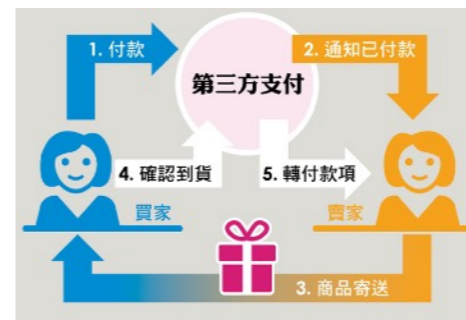 1. 付款
2. 通知已付款
第三方支付
4. 確認到貨
5. 轉付款項
買家
賣家
3. 商品寄送